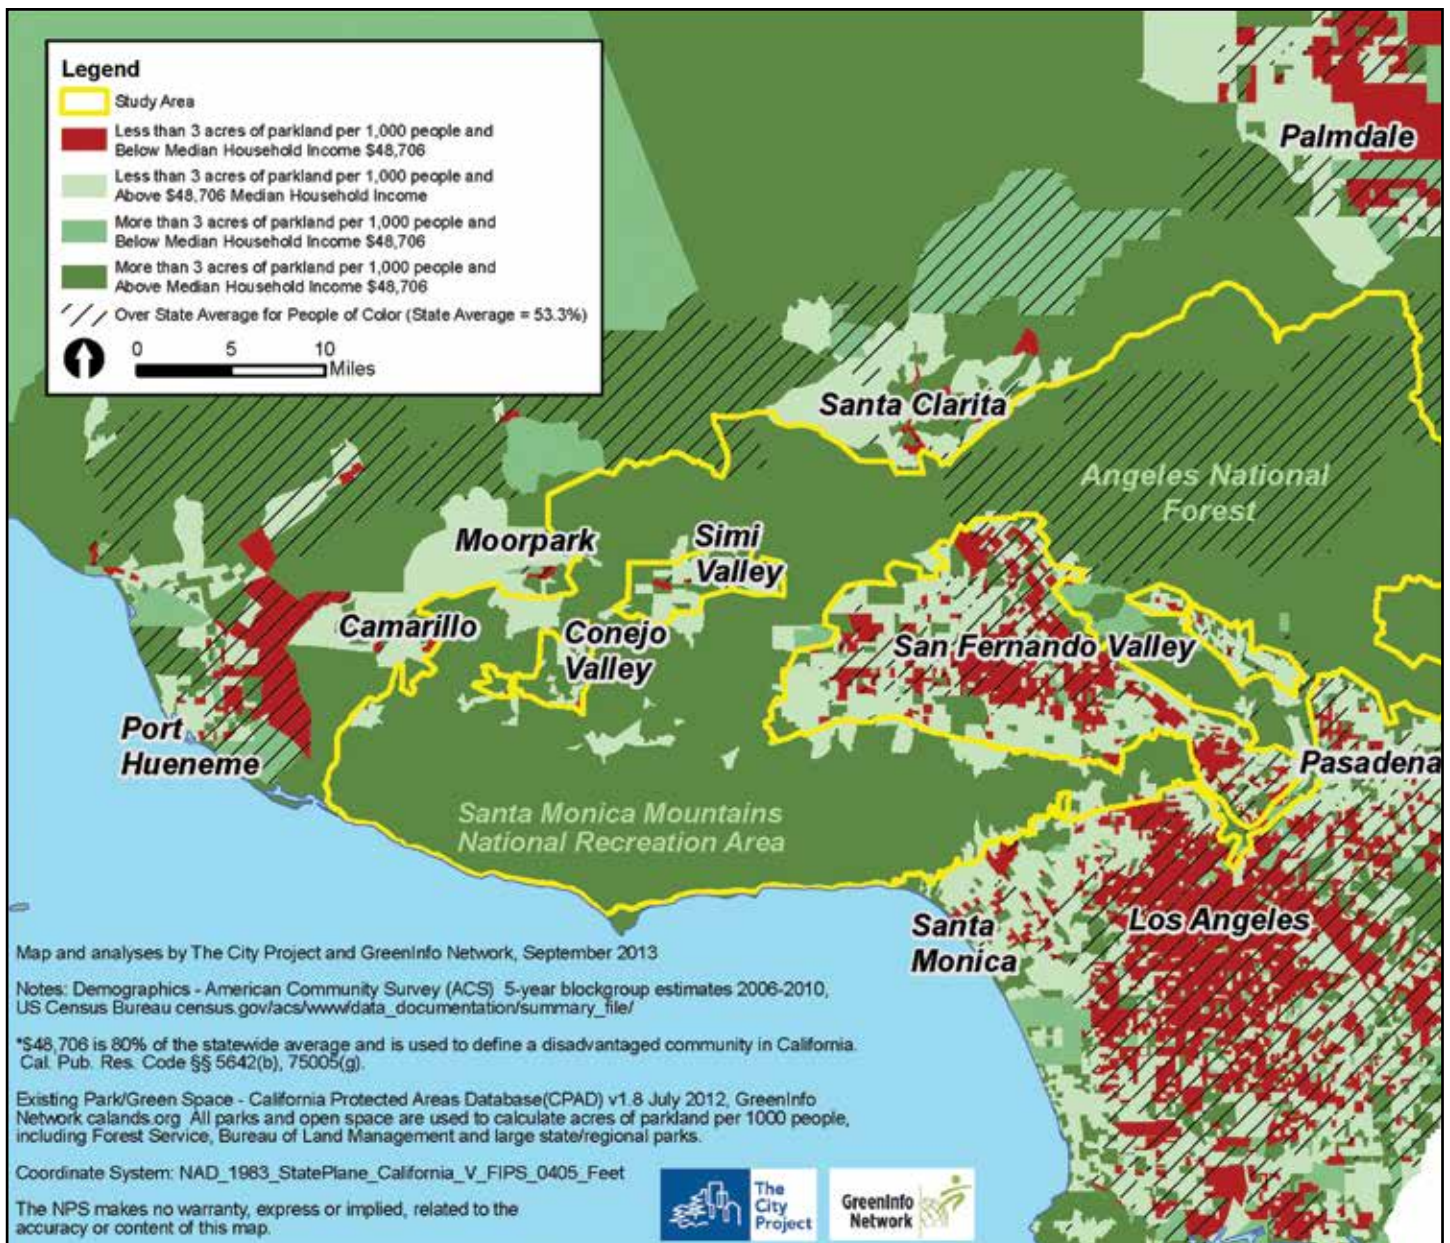 Legend
Study Area
Less than 3 acres of parkland per 1,000 people and
Below Median Household Income $48,706
Less than 3 acres of parkland per 1,000 people and
Above $48,706 Median Household Income
More than 3 acres of parkland per 1,000 people and
Below Median Household Income $48,706
More than 3 acres of parkland per 1,000 people and
Above Median Household Income $48,706
Over State Average for People of Color (State Average = 53.3%)
0 5 10
Miles
Palmdale
Santa Clarita
Angeles National
Forest
Moorpark
Simi
Valley
Camarillo
Conejo
Valley
San Fernando Valley
Port
Hueneme
Pasadena
Santa Monica Mountains
National Recreation Area
Santa
Monica
Los Angeles
Map and analyses by The City Project and GreenInfo Network, September 2013
Notes: Demographics - American Community Survey (ACS) 5-year blockgroup estimates 2006-2010,
US Census Bureau census.gov/acs/www/data_documentation/summary_file/
*$48,706 is 80% of the statewide average and is used to define a disadvantaged community in California.
Cal. Pub. Res. Code §§ 5642(b), 75005(g).
Existing Park/Green Space - California Protected Areas Database(CPAD) v1.8 July 2012, GreenInfo
Network calands.org All parks and open space are used to calculate acres of parkland per 1000 people,
including Forest Service, Bureau of Land Management and large state/regional parks.
Coordinate System: NAD_1983_StatePlane_California_V_FIPS_0405_Feet
The NPS makes no warranty, express or implied, related to the
accuracy or content of this map.
The
City
Project
GreenInfo
Network